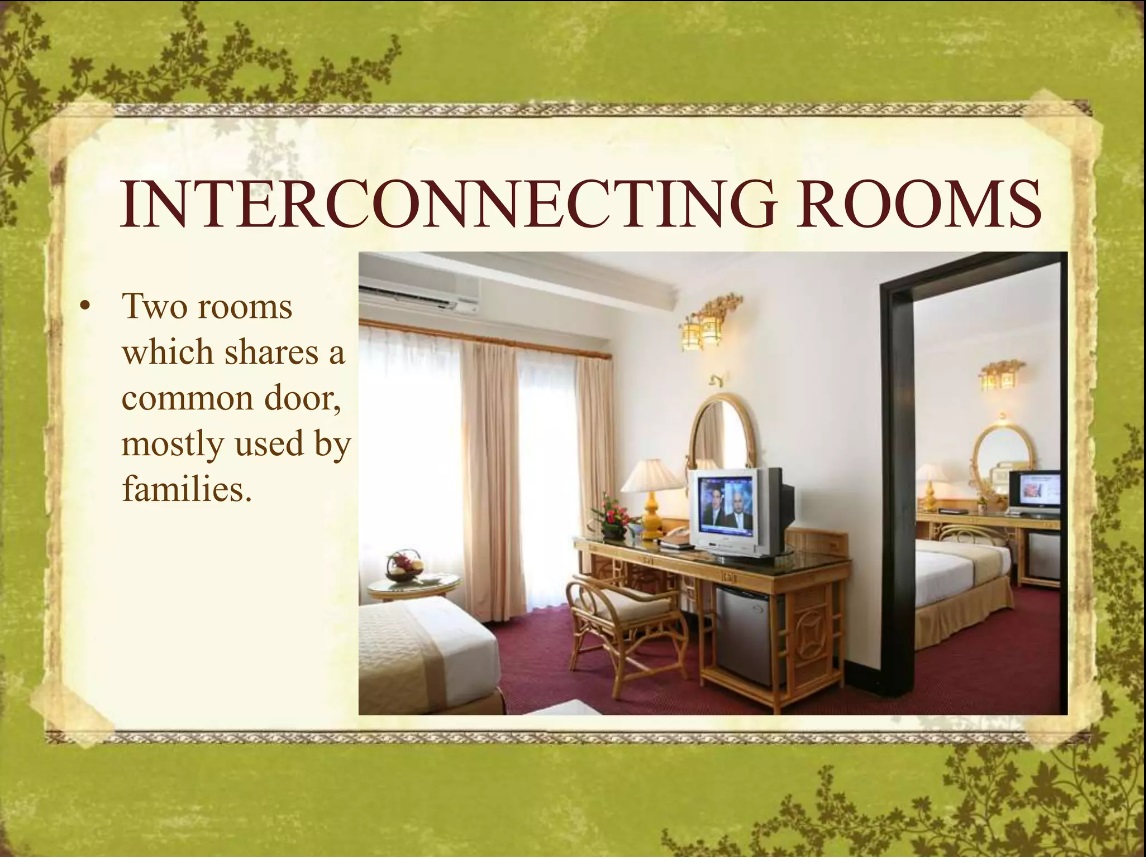 INTERCONNECTING ROOMS
• Two rooms
which shares a
common door,
mostly used by
families.